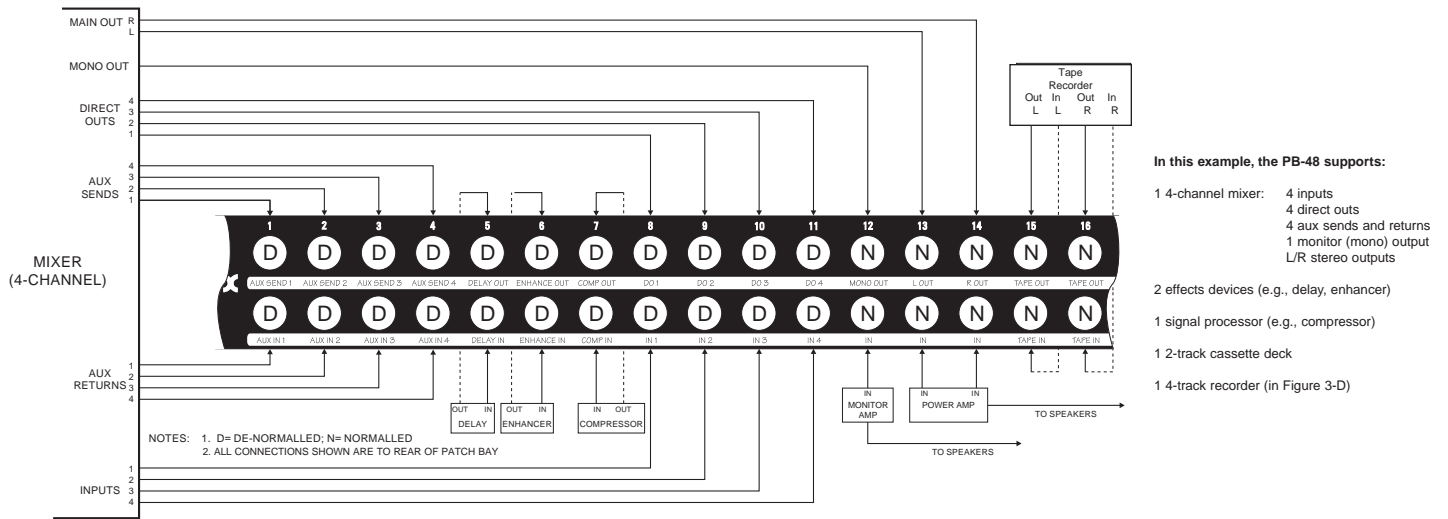 MAIN OUT R
L
MONO OUT
DIRECT OUTS
4
3
2
1
AUX SENDS
4
3
2
1
MIXER
(4-CHANNEL)
Tape
Recorder
Out In Out In
L L R R
1 2 3 4 5 6 7 8 9 10 11 12 13 14 15 16
D D D D D D D D D D D N N N N N
AUX SEND 1 AUX SEND 2 AUX SEND 3 AUX SEND 4 DELAY OUT ENHANCE OUT COMP OUT DO 1 DO 2 DO 3 DO 4 MONO OUT L OUT R OUT TAPE OUT TAPE OUT
x
D D D D D D D D D D D N N N N N
AUX IN 1 AUX IN 2 AUX IN 3 AUX IN 4 DELAY IN ENHANCE IN COMP IN IN 1 IN 2 IN 3 IN 4 IN IN IN TAPE IN TAPE IN
AUX
RETURNS
1
2
3
4
OUT IN
DELAY
OUT IN
ENHANCER
IN OUT
COMPRESSOR
IN
MONITOR
AMP
IN IN
POWER AMP
TO SPEAKERS
TO SPEAKERS
NOTES: 1. D= DE-NORMALLED; N= NORMALLED
2. ALL CONNECTIONS SHOWN ARE TO REAR OF PATCH BAY
INPUTS
1
2
3
4
In this example, the PB-48 supports:
1 4-channel mixer: 4 inputs
4 direct outs
4 aux sends and returns
1 monitor (mono) output
L/R stereo outputs
2 effects devices (e.g., delay, enhancer)
1 signal processor (e.g., compressor)
1 2-track cassette deck
1 4-track recorder (in Figure 3-D)